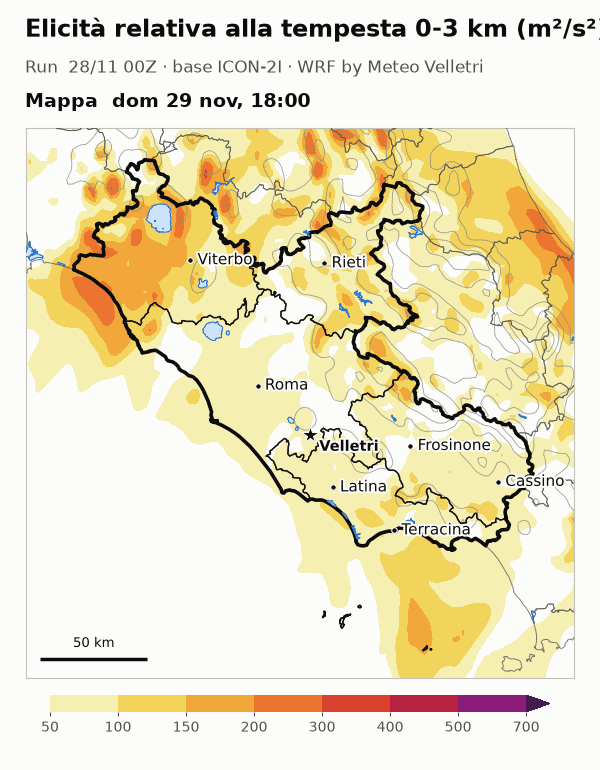 Elicità relativa alla tempesta 0-3 km (m²/s²)
Run  28/11 00Z · base ICON-2I · WRF by Meteo Velletri
Mappa  dom 29 nov, 18:00
Viterbo
Rieti
Roma
Velletri
Frosinone
Cassino
Latina
Terracina
50 km
50 100 150 200 300 400 500 700